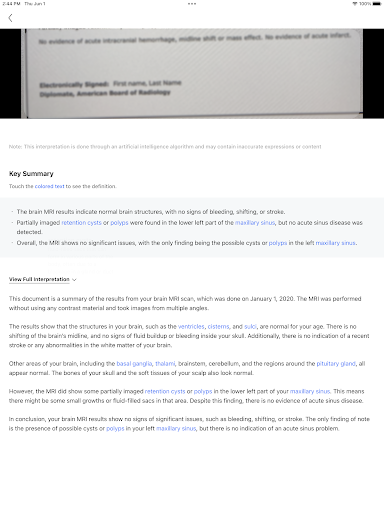 2:44 PM Thu Jun 1
100%
No evidence of acute intracranial hemorrhage, midline shift or mass effect. No evidence of acute infarct.
Electronically Signed: First name, Last Name
Diplomate, American Board of Radiology
Note: This interpretation is done through an artificial intelligence algorithm and may contain inaccurate expressions or content
Key Summary
Touch the colored text to see the definition.
· The brain MRI results indicate normal brain structures, with no signs of bleeding, shifting, or stroke.
· Partially imaged retention cysts or polyps were found in the lower left part of the maxillary sinus, but no acute sinus disease was
detected.
· Overall, the MRI shows no significant issues, with the only finding being the possible cysts or polyps in the left maxillary sinus.
View Full Interpretation
This document is a summary of the results from your brain MRI scan, which was done on January 1, 2020. The MRI was performed
without using any contrast material and took images from multiple angles.
The results show that the structures in your brain, such as the ventricles, cisterns, and sulci, are normal for your age. There is no
shifting of the brain's midline, and no signs of fluid buildup or bleeding inside your skull. Additionally, there is no indication of a recent
stroke or any abnormalities in the white matter of your brain.
Other areas of your brain, including the basal ganglia, thalami, brainstem, cerebellum, and the regions around the pituitary gland, all
appear normal. The bones of your skull and the soft tissues of your scalp also look normal.
However, the MRI did show some partially imaged retention cysts or polyps in the lower left part of your maxillary sinus. This means
there might be some small growths or fluid-filled sacs in that area. Despite this finding, there is no evidence of acute sinus disease.
In conclusion, your brain MRI results show no signs of significant issues, such as bleeding, shifting, or stroke. The only finding of note
is the presence of possible cysts or polyps in your left maxillary sinus, but there is no indication of an acute sinus problem.